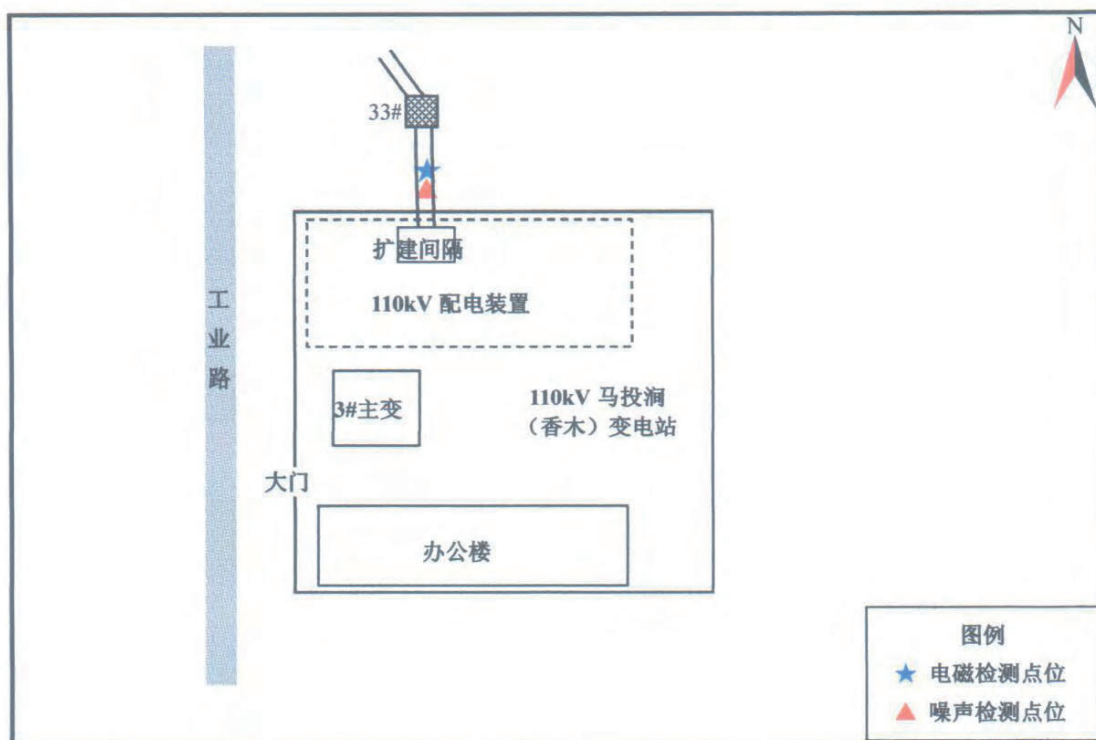 N
33#
扩建间隔
110kV 配电装置
工业路
3#主变
110kV 马投涧
（香木）变电站
大门
办公楼
图例
电磁检测点位
噪声检测点位